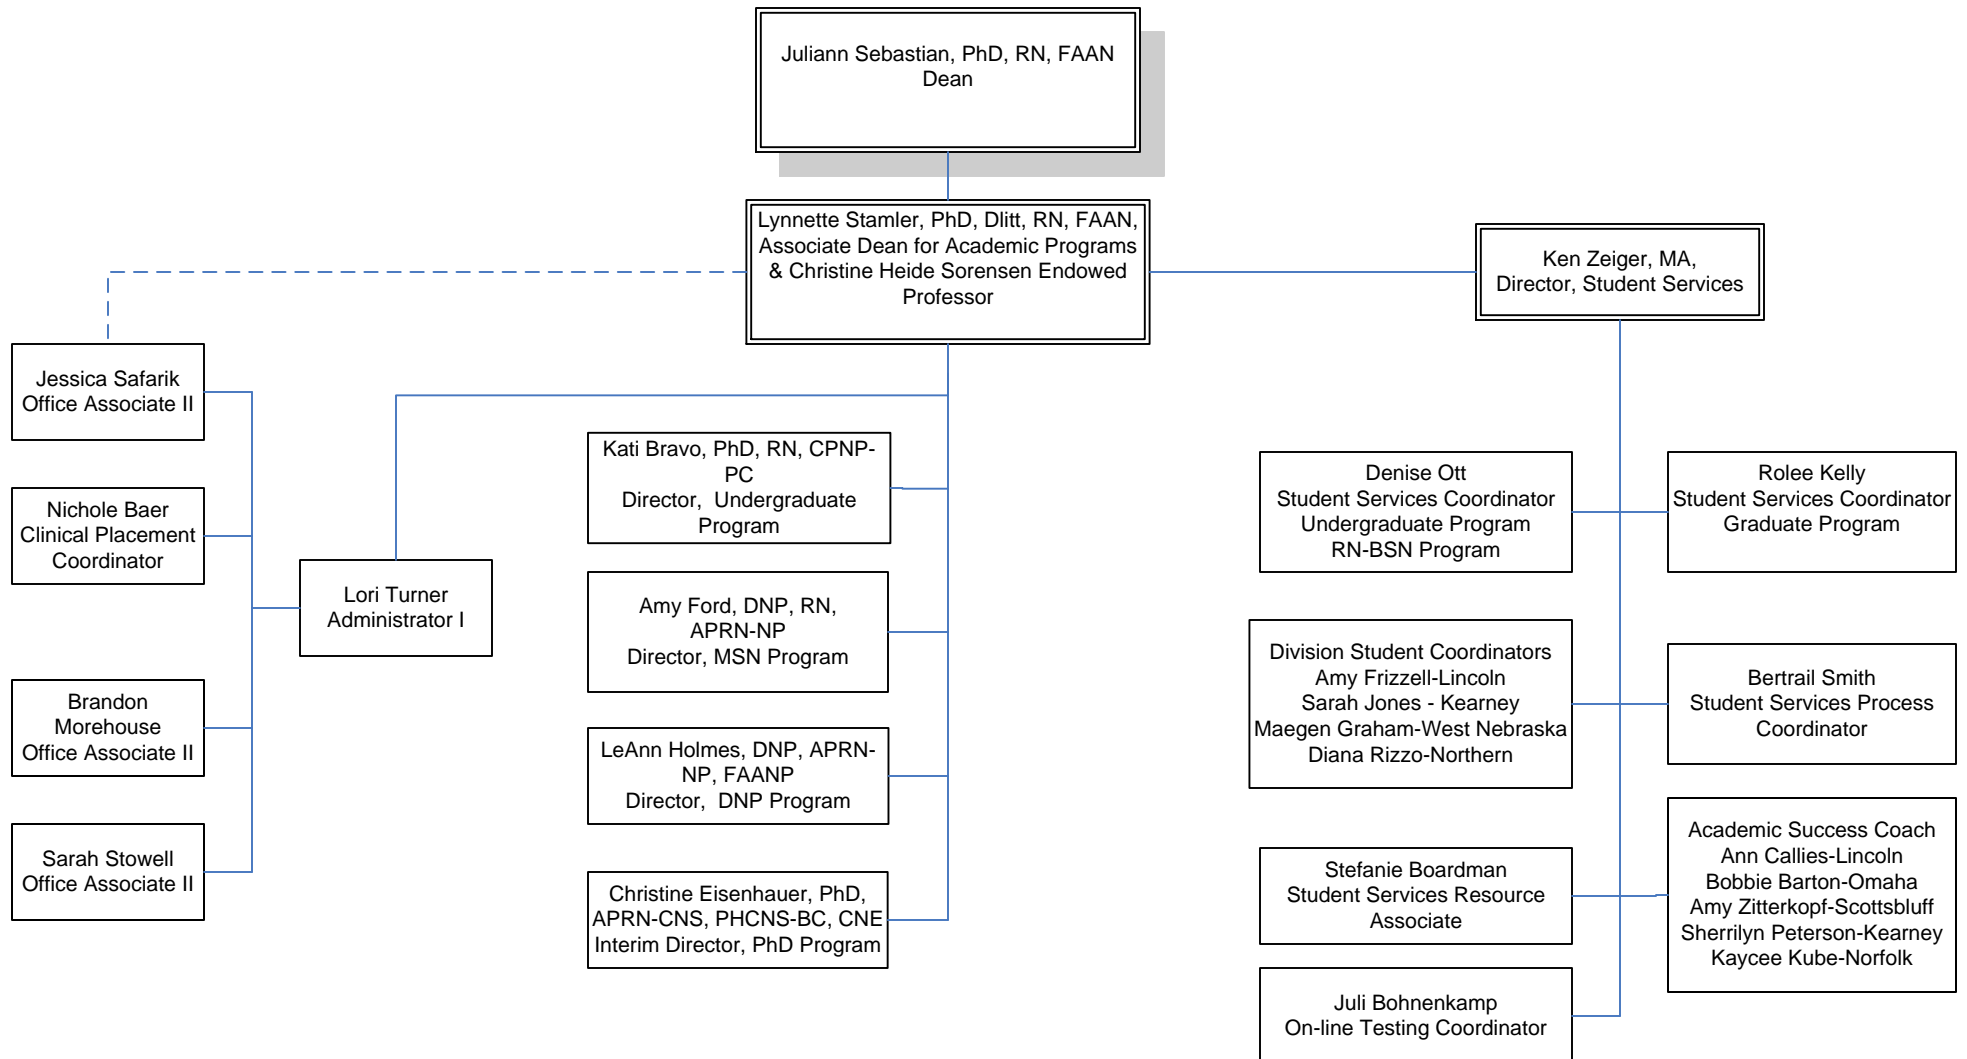 Juliann Sebastian, PhD, RN, FAAN
Dean
Lynnette Stamler, PhD, Dlitt, RN, FAAN,
Associate Dean for Academic Programs
& Christine Heide Sorensen Endowed
Professor
Ken Zeiger, MA,
Director, Student Services
Jessica Safarik
Office Associate II
Nichole Baer
Clinical Placement
Coordinator
Brandon
Morehouse
Office Associate II
Sarah Stowell
Office Associate II
Lori Turner
Administrator I
Kati Bravo, PhD, RN, CPNP-
PC
Director,  Undergraduate
Program
Amy Ford, DNP, RN,
APRN-NP
Director, MSN Program
LeAnn Holmes, DNP, APRN-
NP, FAANP
Director,  DNP Program
Christine Eisenhauer, PhD,
APRN-CNS, PHCNS-BC, CNE
Interim Director, PhD Program
Denise Ott
Student Services Coordinator
Undergraduate Program
RN-BSN Program
Division Student Coordinators
Amy Frizzell-Lincoln
Sarah Jones - Kearney
Maegen Graham-West Nebraska
Diana Rizzo-Northern
Stefanie Boardman
Student Services Resource
Associate
Juli Bohnenkamp
On-line Testing Coordinator
Rolee Kelly
Student Services Coordinator
Graduate Program
Bertrail Smith
Student Services Process
Coordinator
Academic Success Coach
Ann Callies-Lincoln
Bobbie Barton-Omaha
Amy Zitterkopf-Scottsbluff
Sherrilyn Peterson-Kearney
Kaycee Kube-Norfolk